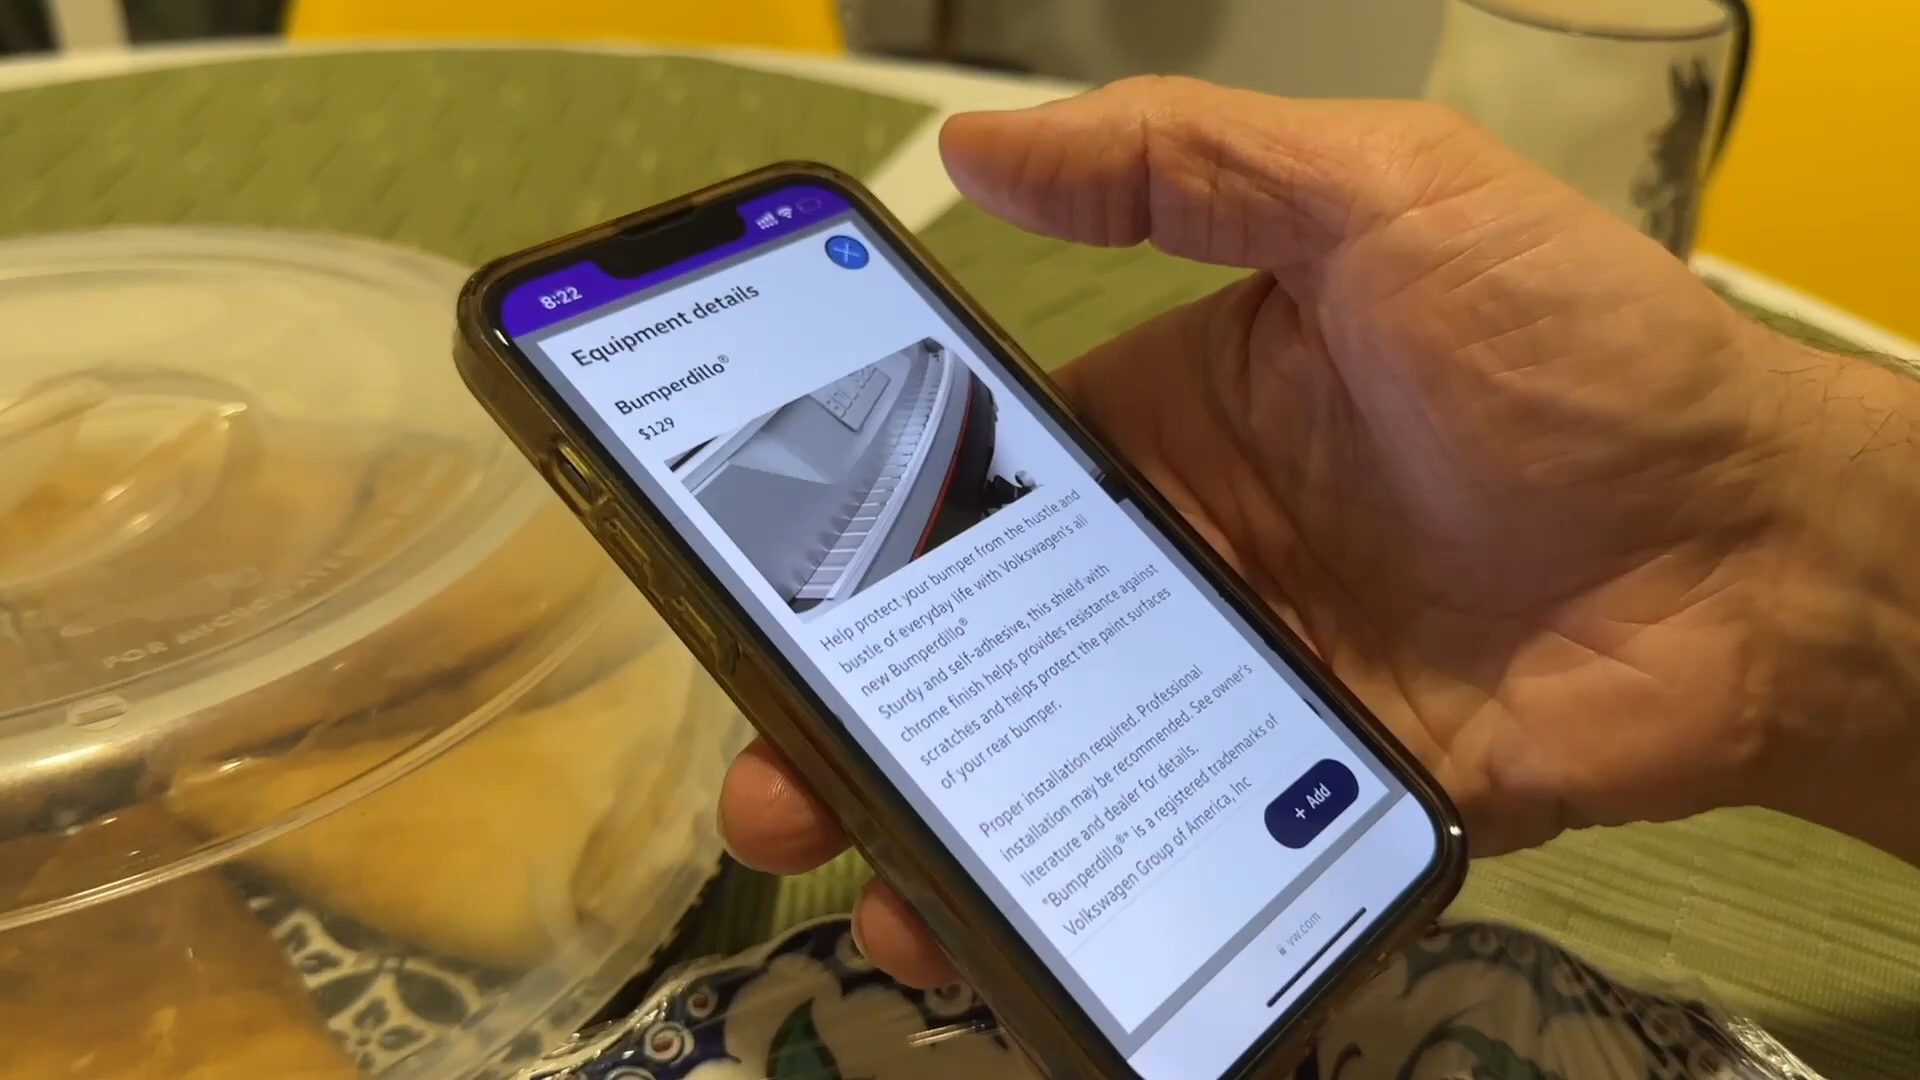 8:22
Equipment details
Bumperdillo®
$129
Help protect your bumper from the hustle and
bustle of everyday life with Volkswagen's all
new Bumperdillo®
Sturdy and self-adhesive, this shield with
chrome finish helps provides resistance against
scratches and helps protect the paint surfaces
of your rear bumper.
Proper installation required. Professional
installation may be recommended. See owner's
literature and dealer for details.
"Bumperdillo®" is a registered trademarks of
Volkswagen Group of America, Inc
+ Add
vw.com